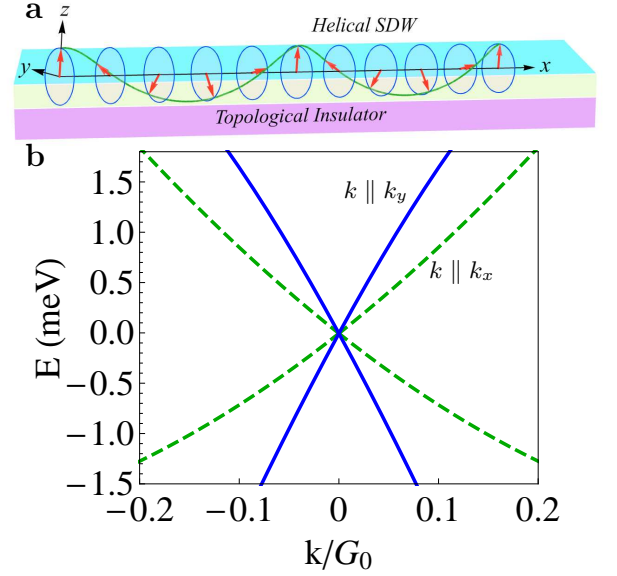 a
z
Helical SDW
y
x
Topological Insulator
b
1.5
1.0
0.5
0.0
−0.5
−1.0
−1.5
E (meV)
k ∥ k_y
k ∥ k_x
−0.2 −0.1 0 0.1 0.2
k/G_0